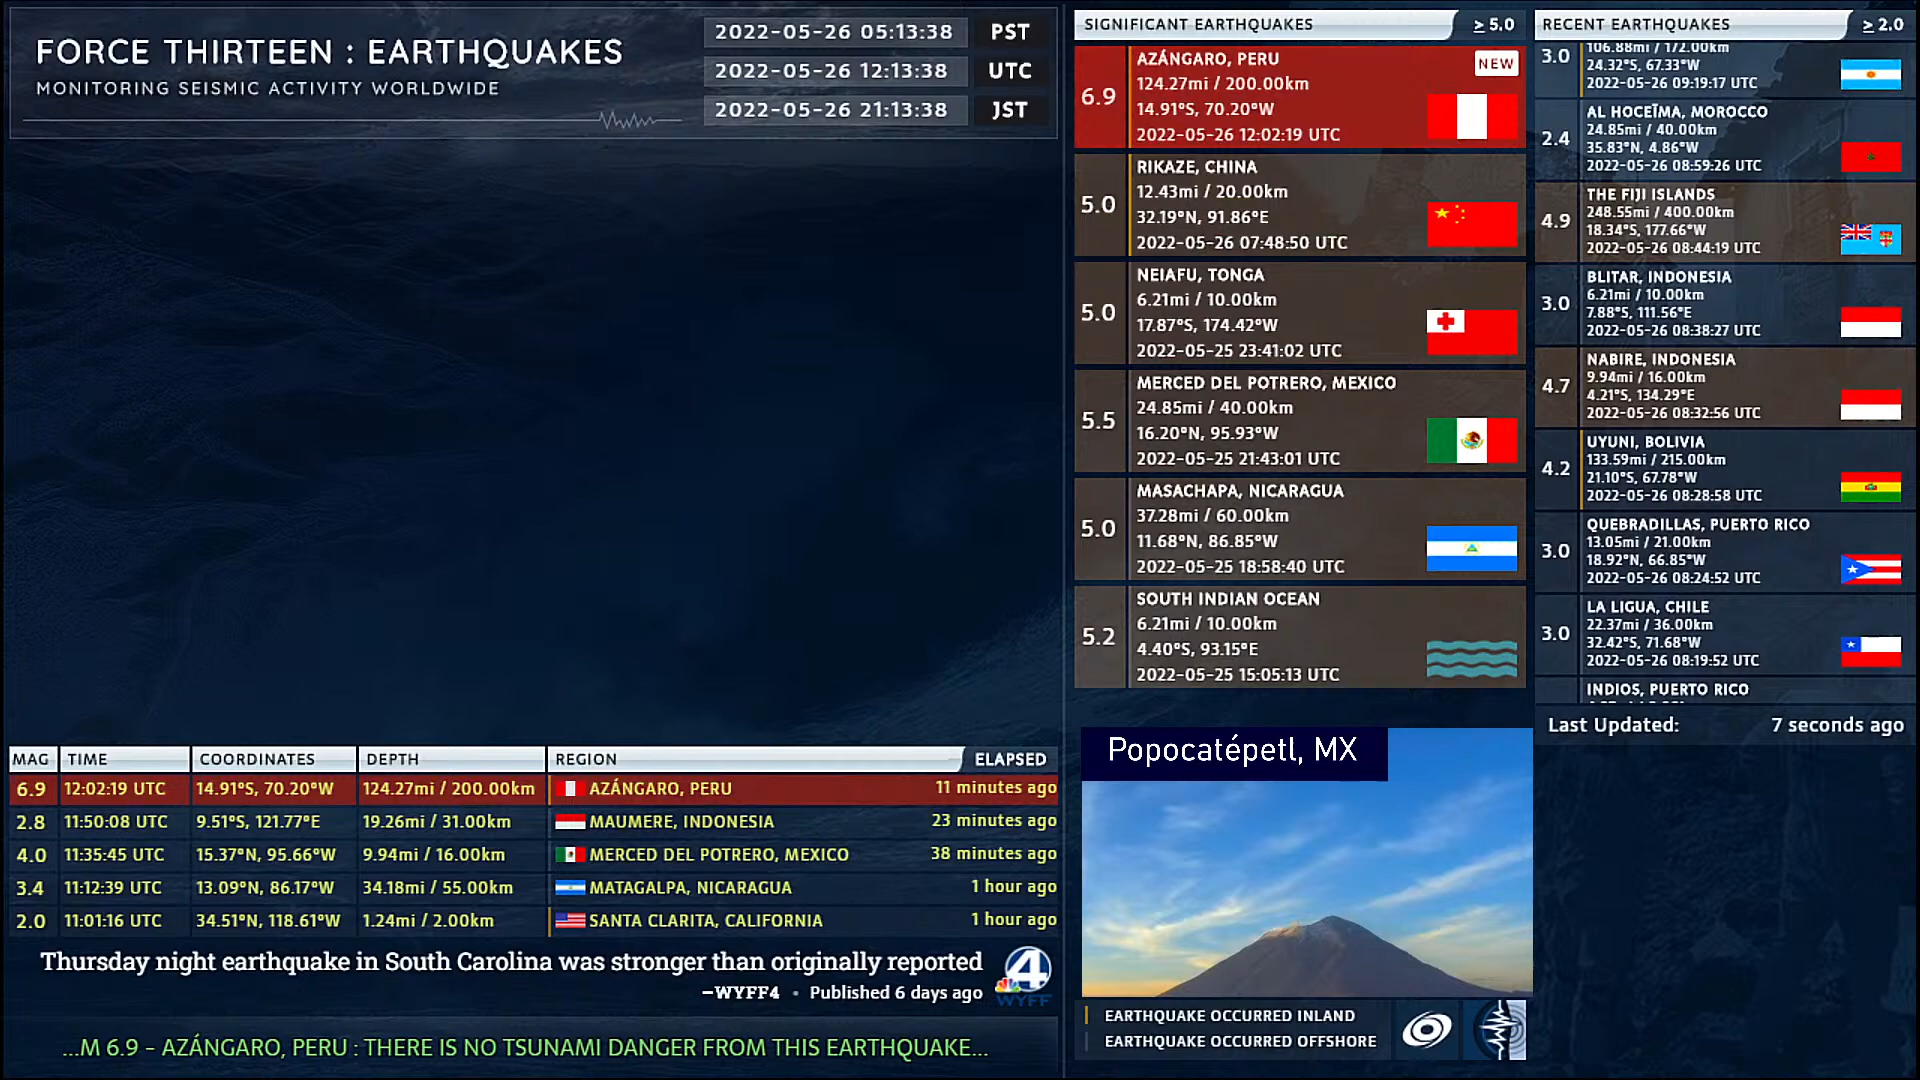 FORCE THIRTEEN : EARTHQUAKES
MONITORING SEISMIC ACTIVITY WORLDWIDE
2022-05-26 05:13:38 PST
2022-05-26 12:13:38 UTC
2022-05-26 21:13:38 JST
SIGNIFICANT EARTHQUAKES ≥ 5.0
6.9
AZÁNGARO, PERU
NEW
124.27mi / 200.00km
14.91°S, 70.20°W
2022-05-26 12:02:19 UTC
5.0
RIKAZE, CHINA
12.43mi / 20.00km
32.19°N, 91.86°E
2022-05-26 07:48:50 UTC
5.0
NEIAFU, TONGA
6.21mi / 10.00km
17.87°S, 174.42°W
2022-05-25 23:41:02 UTC
5.5
MERCED DEL POTRERO, MEXICO
24.85mi / 40.00km
16.20°N, 95.93°W
2022-05-25 21:43:01 UTC
5.0
MASACHAPA, NICARAGUA
37.28mi / 60.00km
11.68°N, 86.85°W
2022-05-25 18:58:40 UTC
5.2
SOUTH INDIAN OCEAN
6.21mi / 10.00km
4.40°S, 93.15°E
2022-05-25 15:05:13 UTC
RECENT EARTHQUAKES ≥ 2.0
3.0
106.88mi / 172.00km
24.32°S, 67.33°W
2022-05-26 09:19:17 UTC
2.4
AL HOCEÏMA, MOROCCO
24.85mi / 40.00km
35.83°N, 4.86°W
2022-05-26 08:59:26 UTC
4.9
THE FIJI ISLANDS
248.55mi / 400.00km
18.34°S, 177.66°W
2022-05-26 08:44:19 UTC
3.0
BLITAR, INDONESIA
6.21mi / 10.00km
7.88°S, 111.56°E
2022-05-26 08:38:27 UTC
4.7
NABIRE, INDONESIA
9.94mi / 16.00km
4.21°S, 134.29°E
2022-05-26 08:32:56 UTC
4.2
UYUNI, BOLIVIA
133.59mi / 215.00km
21.10°S, 67.78°W
2022-05-26 08:28:58 UTC
3.0
QUEBRADILLAS, PUERTO RICO
13.05mi / 21.00km
18.92°N, 66.85°W
2022-05-26 08:24:52 UTC
3.0
LA LIGUA, CHILE
22.37mi / 36.00km
32.42°S, 71.68°W
2022-05-26 08:19:52 UTC
INDIOS, PUERTO RICO
Last Updated: 7 seconds ago
MAG TIME COORDINATES DEPTH REGION ELAPSED
6.9 12:02:19 UTC 14.91°S, 70.20°W 124.27mi / 200.00km AZÁNGARO, PERU 11 minutes ago
2.8 11:50:08 UTC 9.51°S, 121.77°E 19.26mi / 31.00km MAUMERE, INDONESIA 23 minutes ago
4.0 11:35:45 UTC 15.37°N, 95.66°W 9.94mi / 16.00km MERCED DEL POTRERO, MEXICO 38 minutes ago
3.4 11:12:39 UTC 13.09°N, 86.17°W 34.18mi / 55.00km MATAGALPA, NICARAGUA 1 hour ago
2.0 11:01:16 UTC 34.51°N, 118.61°W 1.24mi / 2.00km SANTA CLARITA, CALIFORNIA 1 hour ago
Thursday night earthquake in South Carolina was stronger than originally reported
–WYFF4 • Published 6 days ago
4
WYFF
...M 6.9 – AZÁNGARO, PERU : THERE IS NO TSUNAMI DANGER FROM THIS EARTHQUAKE...
Popocatépetl, MX
EARTHQUAKE OCCURRED INLAND
EARTHQUAKE OCCURRED OFFSHORE